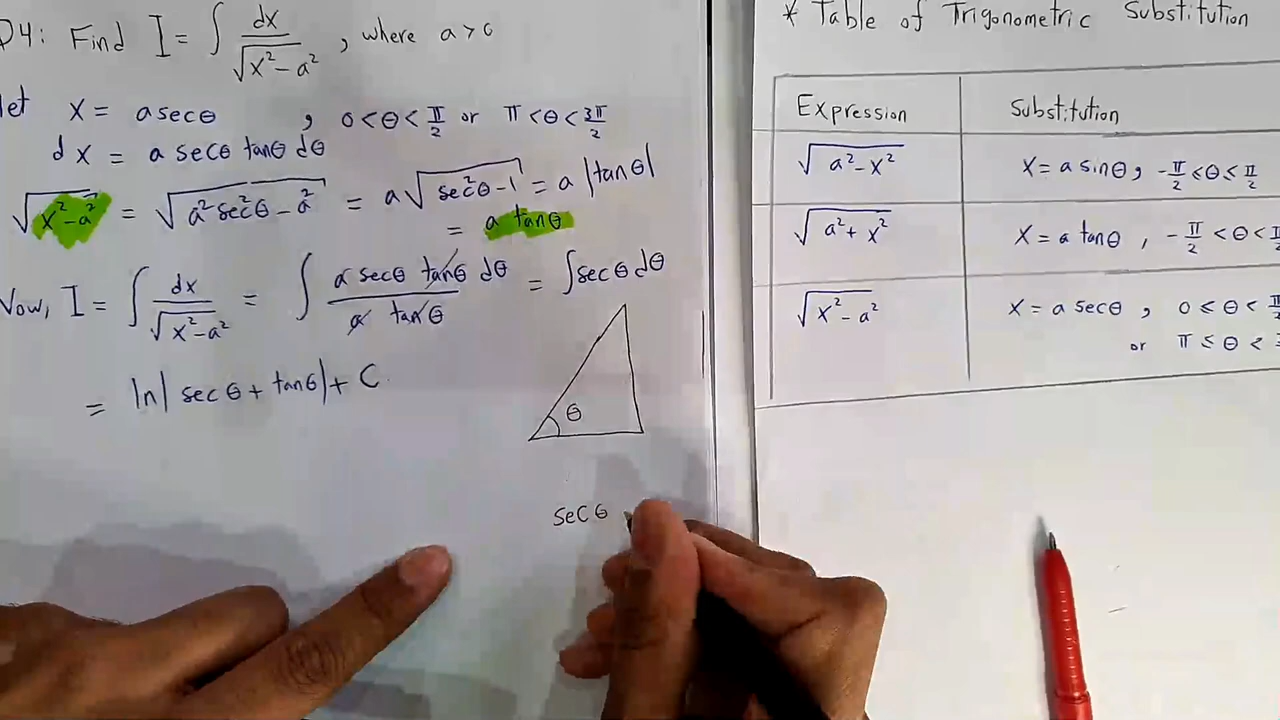 Q4: Find I = ∫ dx / √(x² - a²) , where a > 0
let x = a secθ , 0 < θ < π/2 or π < θ < 3π/2
dx = a secθ tanθ dθ
√(x² - a²) = √(a² sec²θ - a²) = a√(sec²θ - 1) = a |tanθ|
= a tanθ
Now, I = ∫ dx / √(x² - a²) = ∫ a secθ tanθ dθ / a tanθ = ∫ secθ dθ
= ln| secθ + tanθ | + C
θ
sec θ
* Table of Trigonometric Substitution
Expression Substitution
√(a² - x²) x = a sinθ , -π/2 < θ < π/2
√(a² + x²) x = a tanθ , -π/2 < θ <
√(x² - a²) x = a secθ , 0 ≤ θ <
or π ≤ θ <